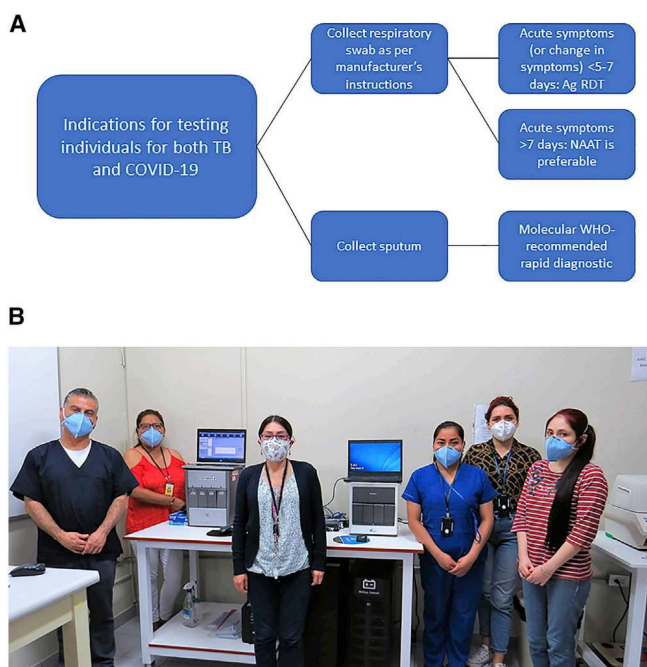 A
Indications for testing
individuals for both TB
and COVID-19
Collect respiratory
swab as per
manufacturer's
instructions
Acute symptoms
(or change in
symptoms) <5-7
days: Ag RDT
Acute symptoms
>7 days: NAAT is
preferable
Collect sputum
Molecular WHO-
recommended
rapid diagnostic
B